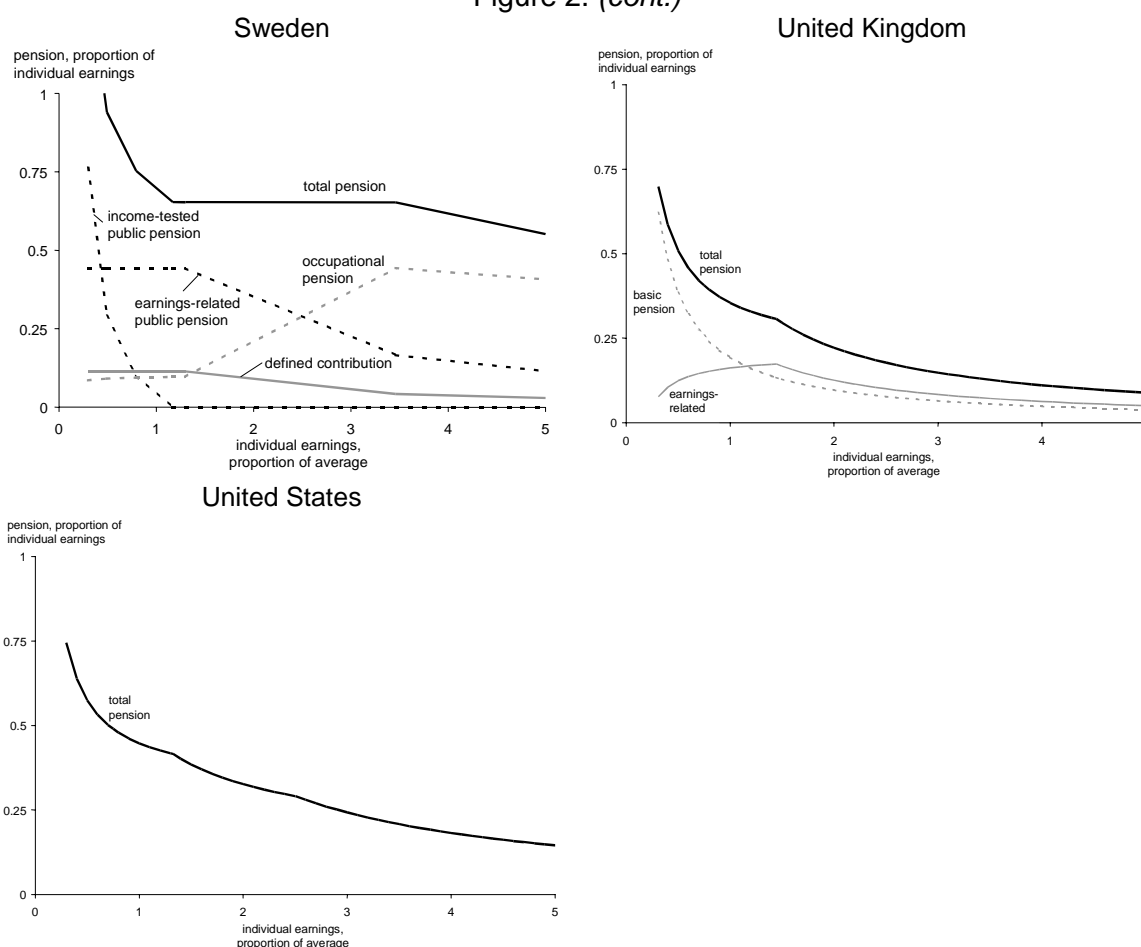 Figure 2. (cont.)
Sweden
pension, proportion of
individual earnings
1
0.75
0.5
0.25
0
total pension
income-tested
public pension
occupational
pension
earnings-related
public pension
defined contribution
0 1 2 3 4 5
individual earnings,
proportion of average
United Kingdom
pension, proportion of
individual earnings
1
0.75
0.5
0.25
0
total
pension
basic
pension
earnings-
related
0 1 2 3 4 5
individual earnings,
proportion of average
United States
pension, proportion of
individual earnings
1
0.75
0.5
0.25
0
total
pension
0 1 2 3 4 5
individual earnings,
proportion of average